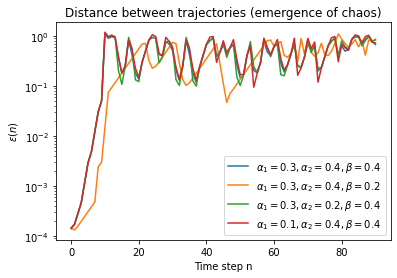 Distance between trajectories (emergence of chaos)
10⁰
10⁻¹
10⁻²
10⁻³
10⁻⁴
ε(n)
α₁ = 0.3, α₂ = 0.4, β = 0.4
α₁ = 0.3, α₂ = 0.4, β = 0.2
α₁ = 0.3, α₂ = 0.2, β = 0.4
α₁ = 0.1, α₂ = 0.4, β = 0.4
0 20 40 60 80
Time step n